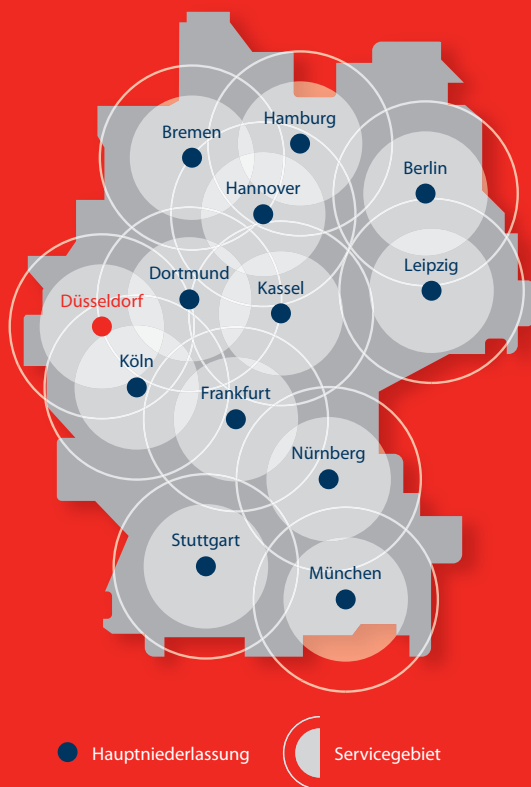 Hamburg
Bremen
Berlin
Hannover
Leipzig
Dortmund
Kassel
Düsseldorf
Köln
Frankfurt
Nürnberg
Stuttgart
München
Hauptniederlassung
Servicegebiet